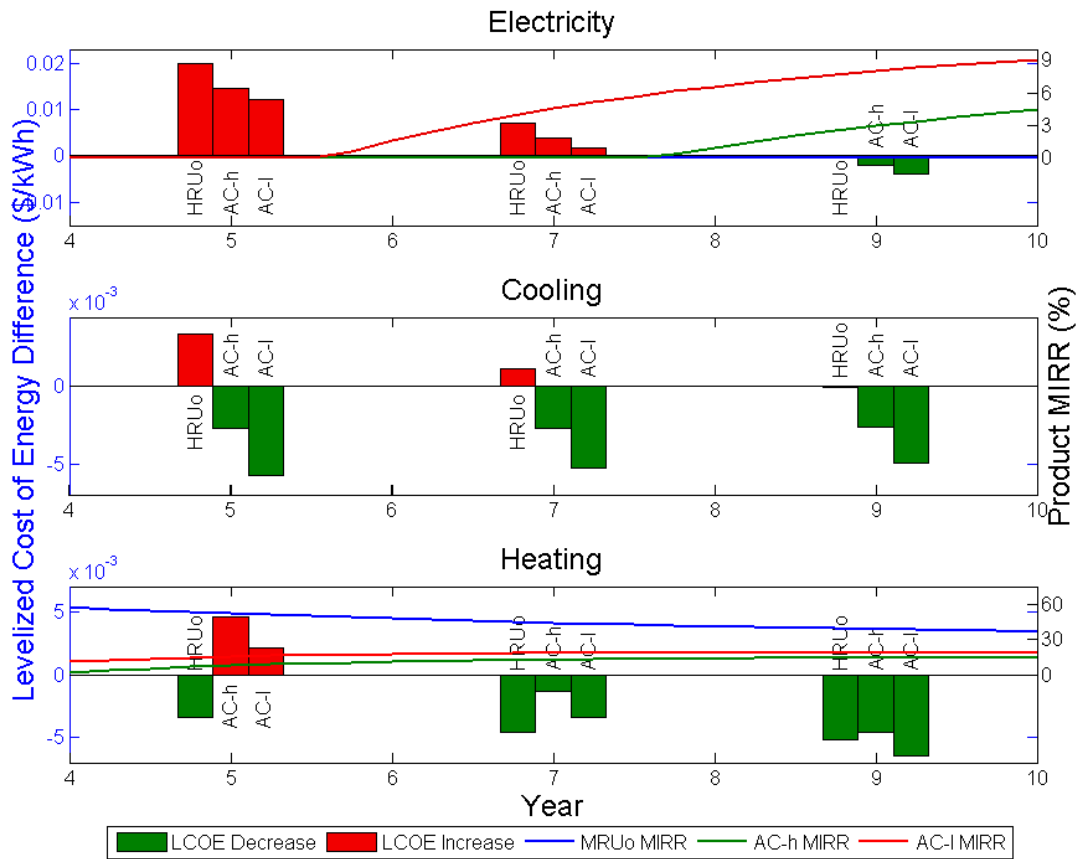 Electricity
Levelized Cost of Energy Difference ($/kWh)
Product MIRR (%)
0.02
0.01
0
0.01
9
6
3
0
HRUo
AC-h
AC-l
HRUo
AC-h
AC-l
HRUo
AC-h
AC-l
4 5 6 7 8 9 10
Cooling
x 10-3
0
-5
HRUo
AC-h
AC-l
HRUo
AC-h
AC-l
HRUo
AC-h
AC-l
4 5 6 7 8 9 10
Heating
x 10-3
5
0
-5
60
30
0
HRUo
AC-h
AC-l
HRUo
AC-h
AC-l
HRUo
AC-h
AC-l
4 5 6 7 8 9 10
Year
LCOE Decrease LCOE Increase MRUo MIRR AC-h MIRR AC-l MIRR